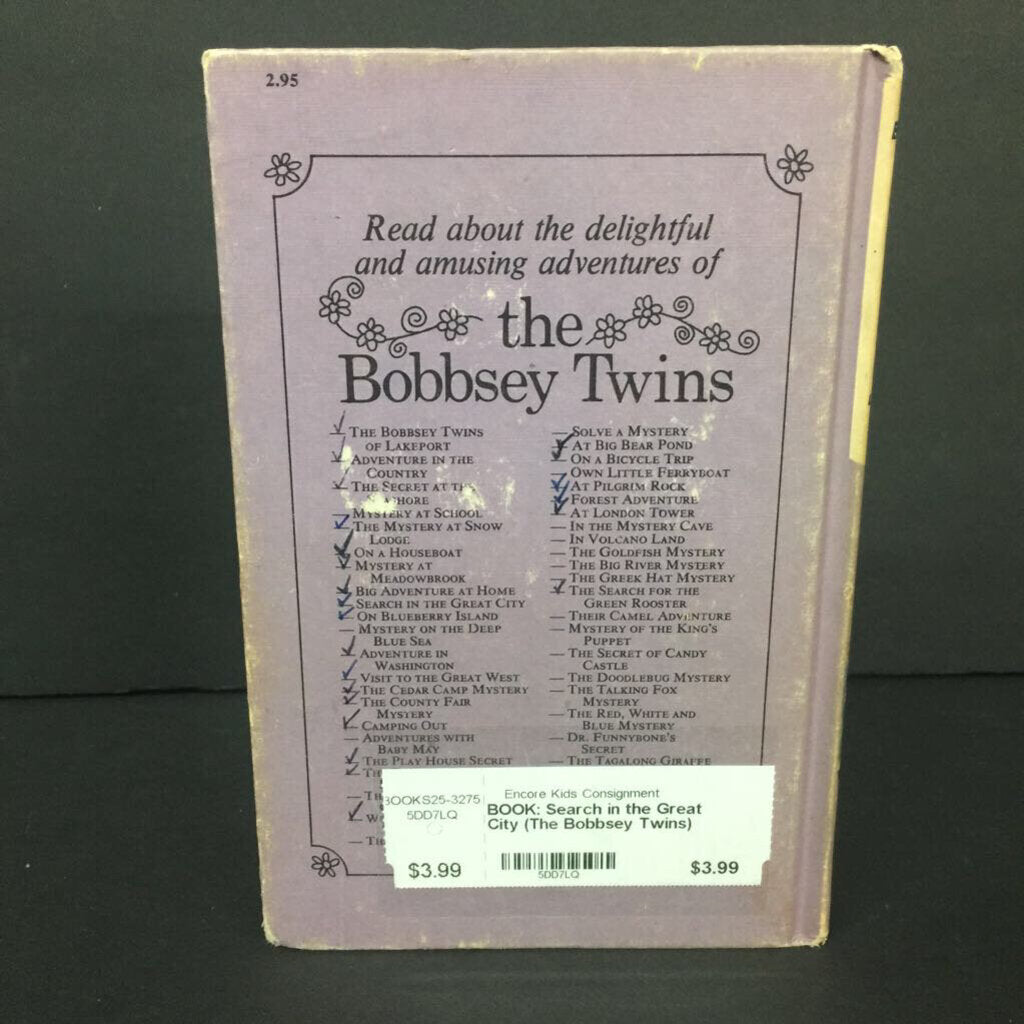 2.95
Read about the delightful
and amusing adventures of
the
Bobbsey Twins
THE BOBBSEY TWINS
OF LAKEPORT
ADVENTURE IN THE
COUNTRY
THE SECRET AT
MYSTERY AT SCHOOL
THE MYSTERY AT SNOW
LODGE
ON A HOUSEBOAT
MYSTERY AT
MEADOWBROOK
BIG ADVENTURE AT HOME
SEARCH IN THE GREAT CITY
ON BLUEBERRY ISLAND
MYSTERY ON THE DEEP
BLUE SEA
ADVENTURE IN
WASHINGTON
VISIT TO THE GREAT WEST
THE CEDAR CAMP MYSTERY
THE COUNTY FAIR
MYSTERY
CAMPING OUT
ADVENTURES WITH
BABY MAY
THE PLAY HOUSE SECRET
SOLVE A MYSTERY
AT BIG BEAR POND
ON A BICYCLE TRIP
OWN LITTLE FERRYBOAT
AT PILGRIM ROCK
FOREST ADVENTURE
AT LONDON TOWER
IN THE MYSTERY CAVE
IN VOLCANO LAND
THE GOLDFISH MYSTERY
THE BIG RIVER MYSTERY
THE GREEK HAT MYSTERY
THE SEARCH FOR THE
GREEN ROOSTER
THEIR CAMEL ADVENTURE
MYSTERY OF THE KING'S
PUPPET
THE SECRET OF CANDY
CASTLE
THE DOODLEBUG MYSTERY
THE TALKING FOX
MYSTERY
THE RED, WHITE AND
BLUE MYSTERY
DR. FUNNYBONE'S
SECRET
THE TAGALONG GIRAFFE
BOOKS25-3275
5DD7LQ
$3.99
Encore Kids Consignment
BOOK: Search in the Great
City (The Bobbsey Twins)
5DD7LQ
$3.99